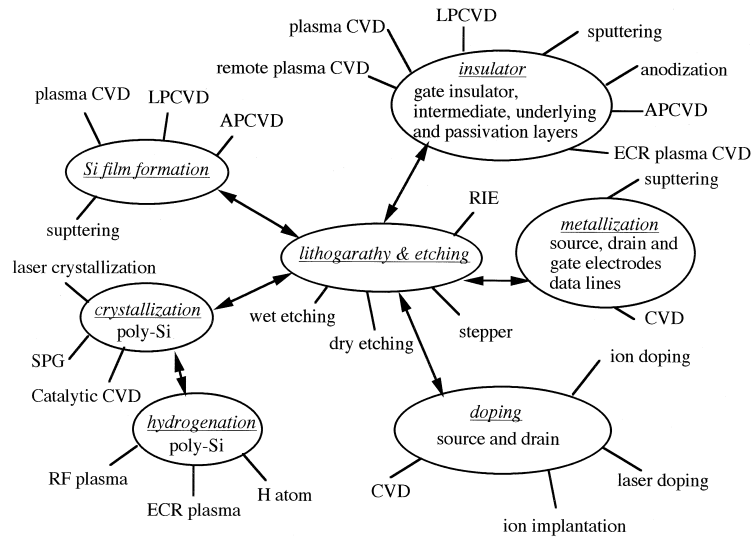 LPCVD
plasma CVD
sputtering
remote plasma CVD
insulator
anodization
gate insulator,
intermediate, underlying
and passivation layers
APCVD
ECR plasma CVD
plasma CVD
LPCVD
APCVD
Si film formation
supttering
supttering
RIE
metallization
source, drain and
gate electrodes
data lines
CVD
lithogarathy & etching
wet etching
dry etching
stepper
laser crystallization
crystallization
poly-Si
SPG
Catalytic CVD
hydrogenation
poly-Si
RF plasma
ECR plasma
H atom
ion doping
doping
source and drain
CVD
laser doping
ion implantation